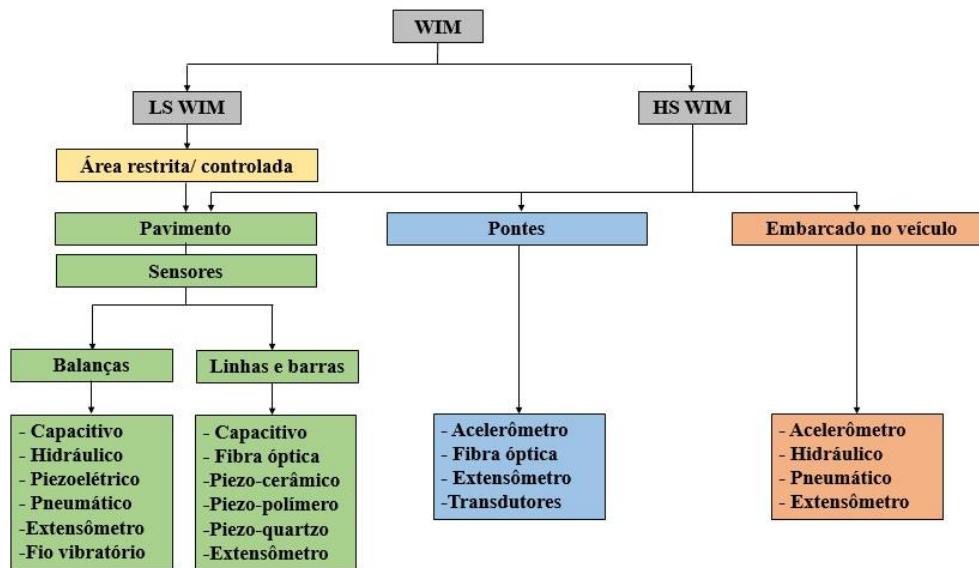 WIM
LS WIM
HS WIM
Área restrita/ controlada
Pavimento
Pontes
Embarcado no veículo
Sensores
Balanças
Linhas e barras
- Capacitivo
- Hidráulico
- Piezoelétrico
- Pneumático
-Extensômetro
-Fio vibratório
- Capacitivo
- Fibra óptica
-Piezo-cerâmico
-Piezo-polímero
-Piezo-quartzo
-Extensômetro
- Acelerômetro
- Fibra óptica
- Extensômetro
-Transdutores
- Acelerômetro
- Hidráulico
- Pneumático
- Extensômetro